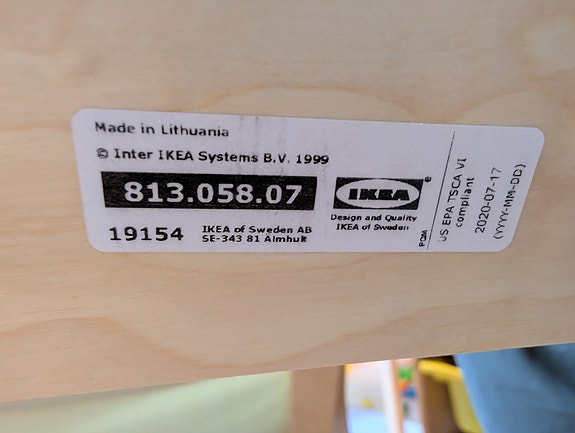 Made in Lithuania
© Inter IKEA Systems B.V. 1999
813.058.07
19154
IKEA of Sweden AB
SE-343 81 Älmhult
IKEA
®
Design and Quality
IKEA of Sweden
PQM
US EPA TSCA VI
compliant
2020-07-17
(YYYY-MM-DD)